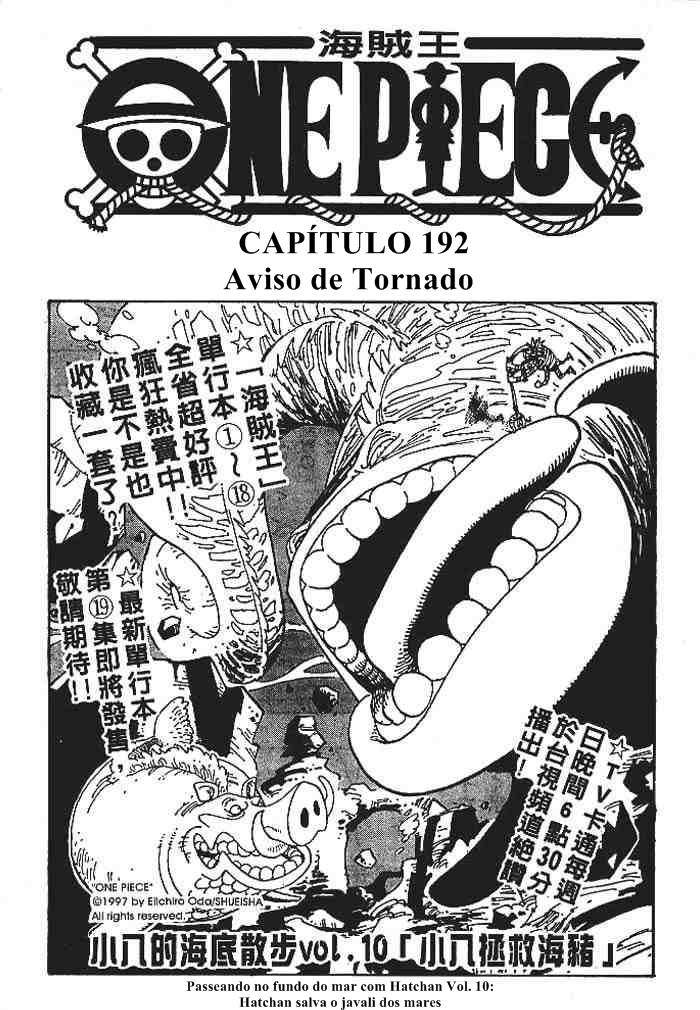 海賊王
ONE PIECE
CAPÍTULO 192
Aviso de Tornado
☆「海賊王」
單行本①～⑱
全省超好評
瘋狂熱賣中!!
你是不是也
收藏一套了?
☆最新單行本
第⑲集即將發售,
敬請期待!!
☆TV卡通每週
日晚間6點30分
於台視頻道絕讚
播出!
"ONE PIECE"
©1997 by Eiichiro Oda/SHUEISHA
All rights reserved.
小八的海底散步vol.10「小八拯救海豬」
Passeando no fundo do mar com Hatchan Vol. 10:
Hatchan salva o javali dos mares